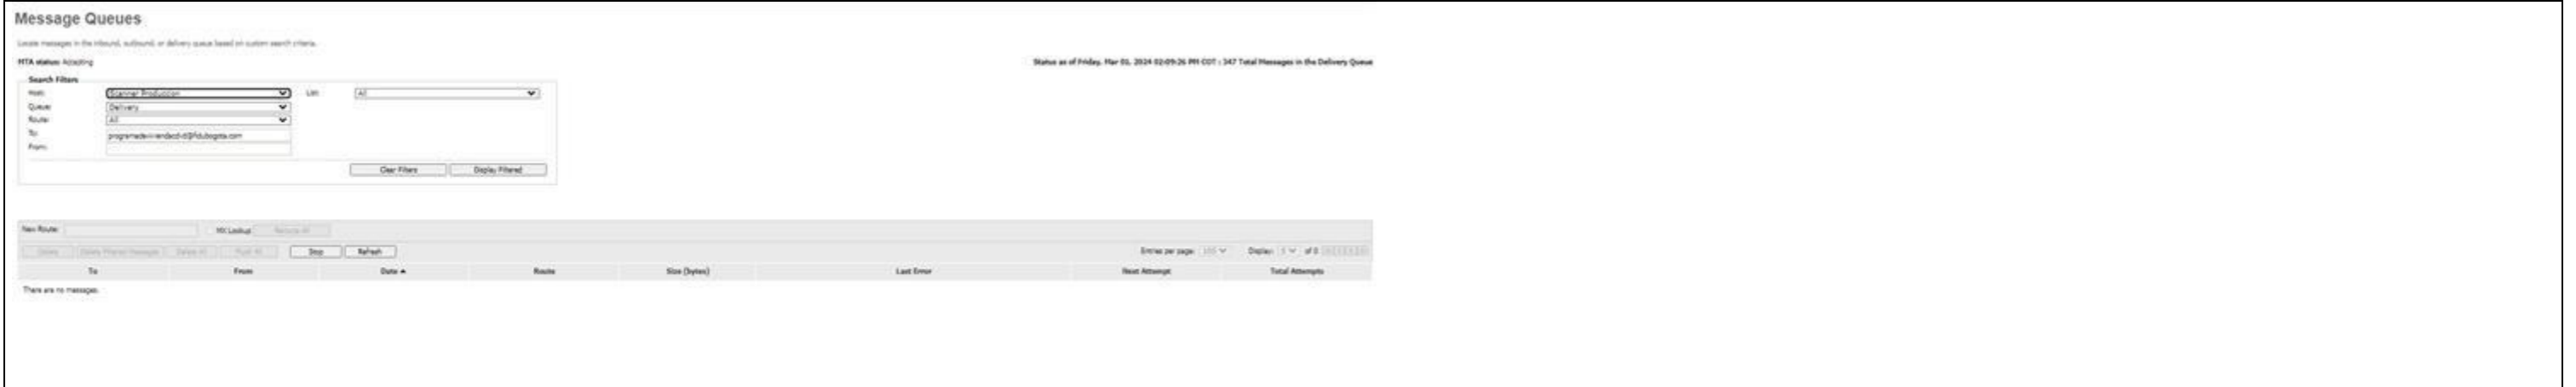 Message Queues
Locate messages in the inbound, outbound, or delivery queue based on custom search criteria.
MTA status: Accepting
Status as of Friday, Mar 01, 2024 02:09:26 PM COT : 347 Total Messages in the Delivery Queue
Search Filters
Host: Scanner Production List: All
Queue: Delivery
Route: All
To:
From:
Clear Filters Display Filtered
New Route: MX Lookup Reroute All
Delete Delete Filtered Messages Delete All Flush All Stop Refresh Entries per page: 100 Display: of 0
To From Date Route Size (bytes) Last Error Next Attempt Total Attempts
There are no messages.